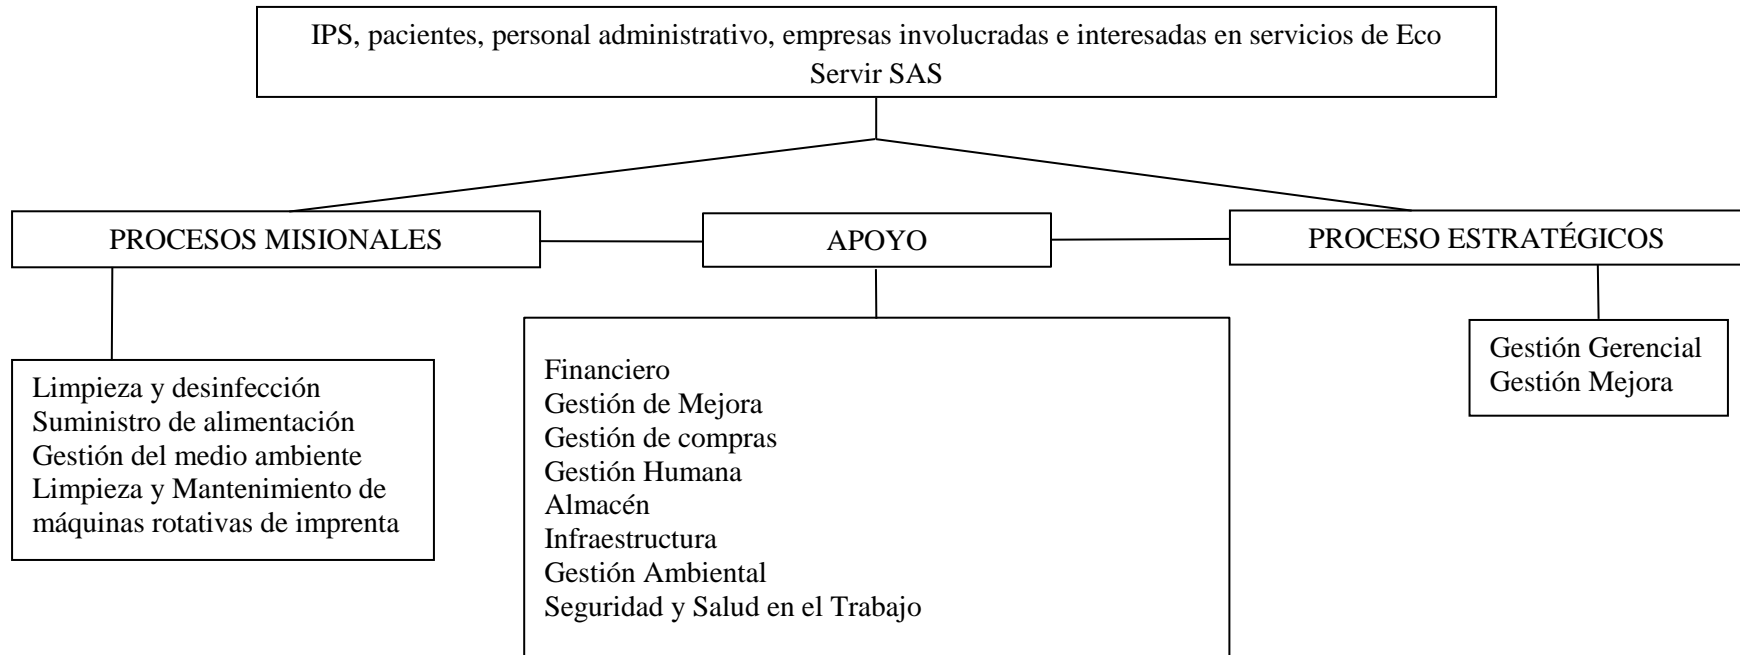 IPS, pacientes, personal administrativo, empresas involucradas e interesadas en servicios de Eco
Servir SAS
PROCESOS MISIONALES
APOYO
PROCESO ESTRATÉGICOS
Limpieza y desinfección
Suministro de alimentación
Gestión del medio ambiente
Limpieza y Mantenimiento de
máquinas rotativas de imprenta
Financiero
Gestión de Mejora
Gestión de compras
Gestión Humana
Almacén
Infraestructura
Gestión Ambiental
Seguridad y Salud en el Trabajo
Gestión Gerencial
Gestión Mejora